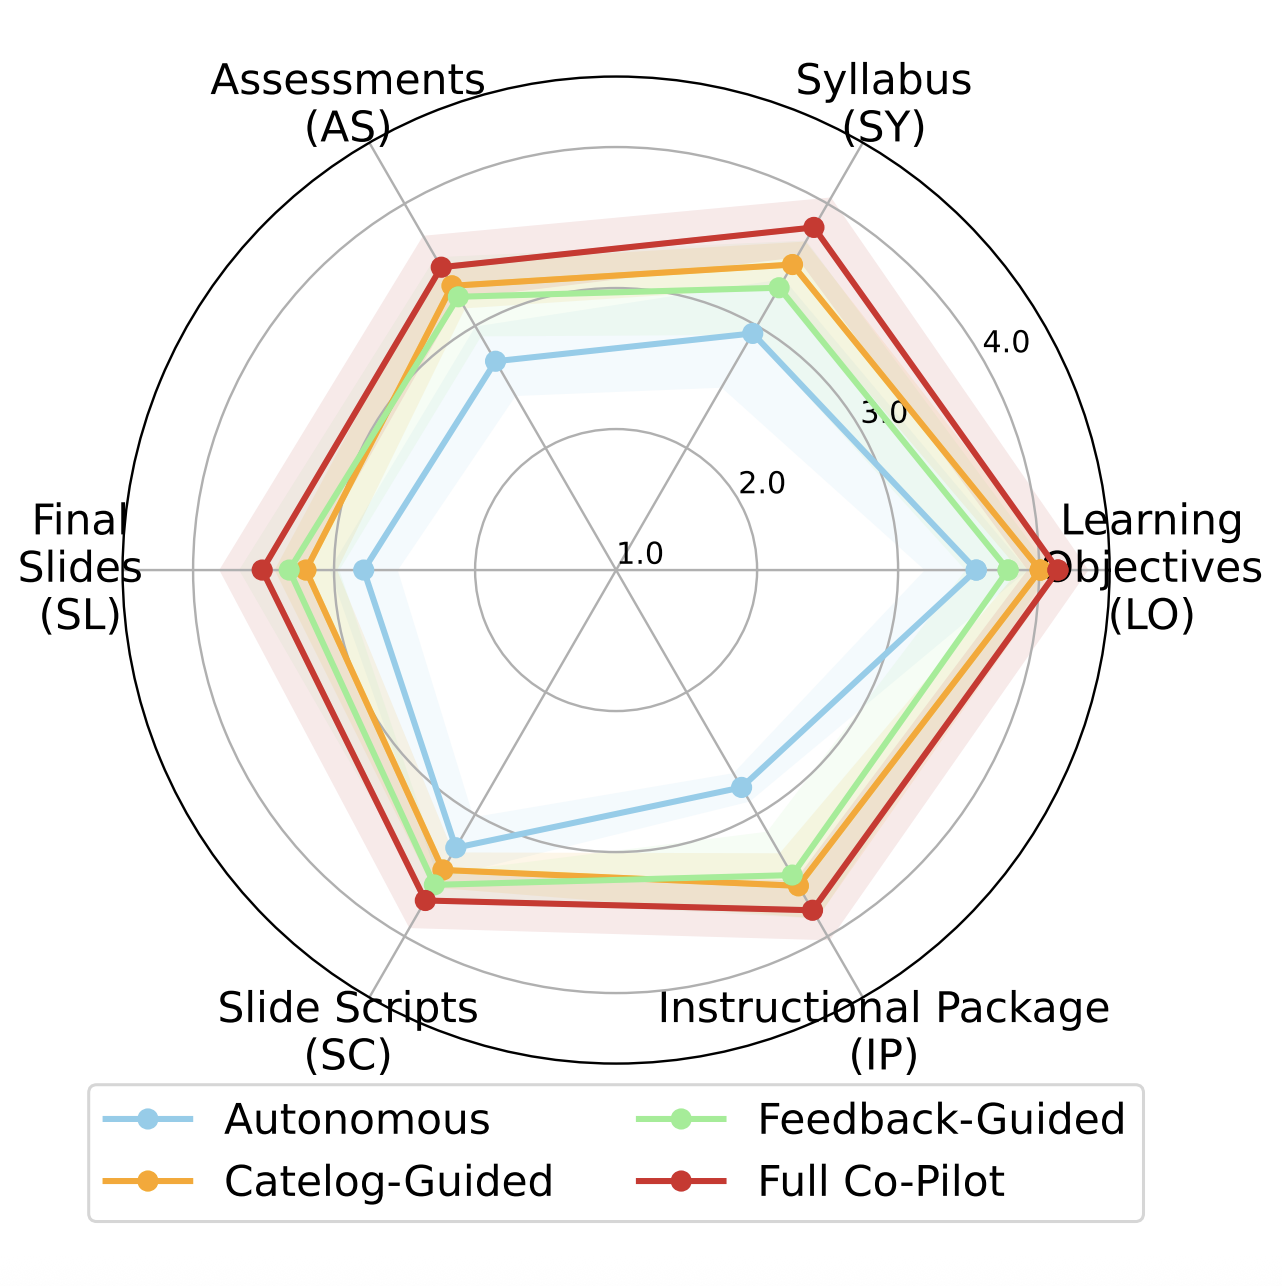 Assessments
(AS)
Syllabus
(SY)
4.0
3.0
2.0
1.0
Final
Slides
(SL)
Learning
Objectives
(LO)
Slide Scripts
(SC)
Instructional Package
(IP)
Autonomous
Feedback-Guided
Catelog-Guided
Full Co-Pilot